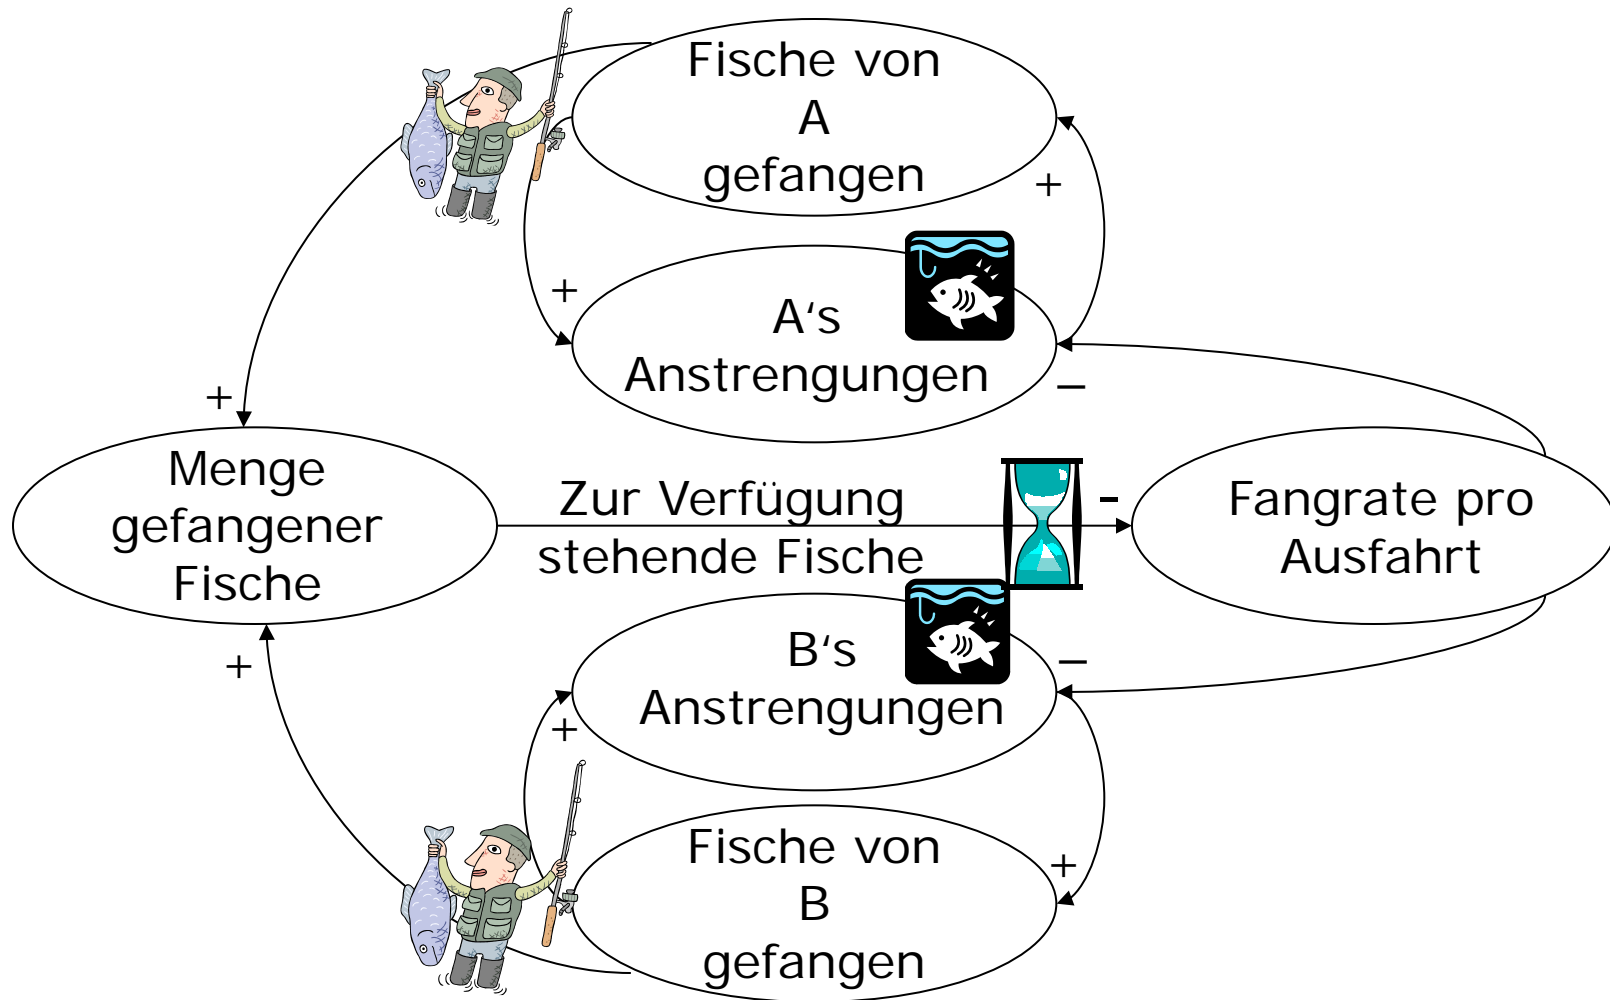 Fische von
A
gefangen
+
+
A‘s
Anstrengungen
–
+
Menge
gefangener
Fische
Zur Verfügung
stehende Fische
-
Fangrate pro
Ausfahrt
+
B‘s
Anstrengungen
–
+
Fische von
B
gefangen
+